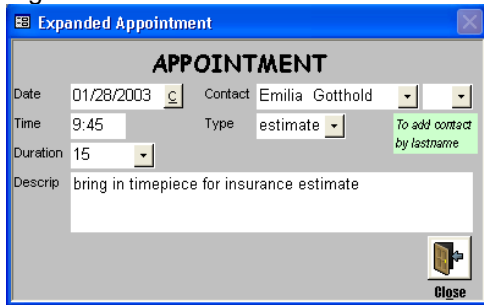 Expanded Appointment
APPOINTMENT
Date 01/28/2003 C Contact Emilia Gotthold
Time 9:45 Type estimate To add contact
by lastname
Duration 15
Descrip bring in timepiece for insurance estimate
Close